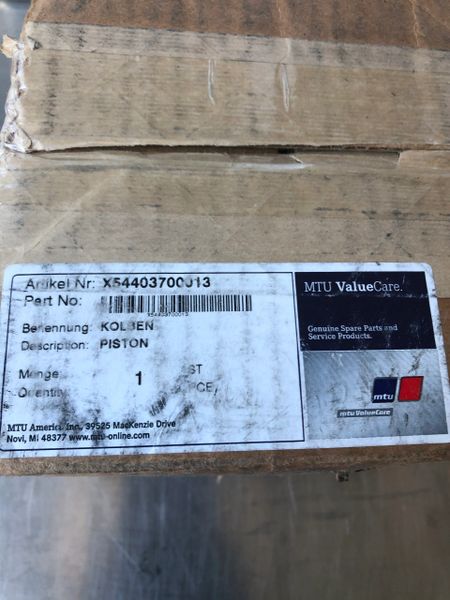 Artikel Nr: X54403700013
Part No:
X54403700013
Benennung: KOLBEN
Description: PISTON
Menge 1 ST
Quantity PCE
MTU America, Inc., 39525 MacKenzie Drive
Novi, MI 48377 www.mtu-online.com
MTU ValueCare.
Genuine Spare Parts and
Service Products.
mtu
mtu ValueCare